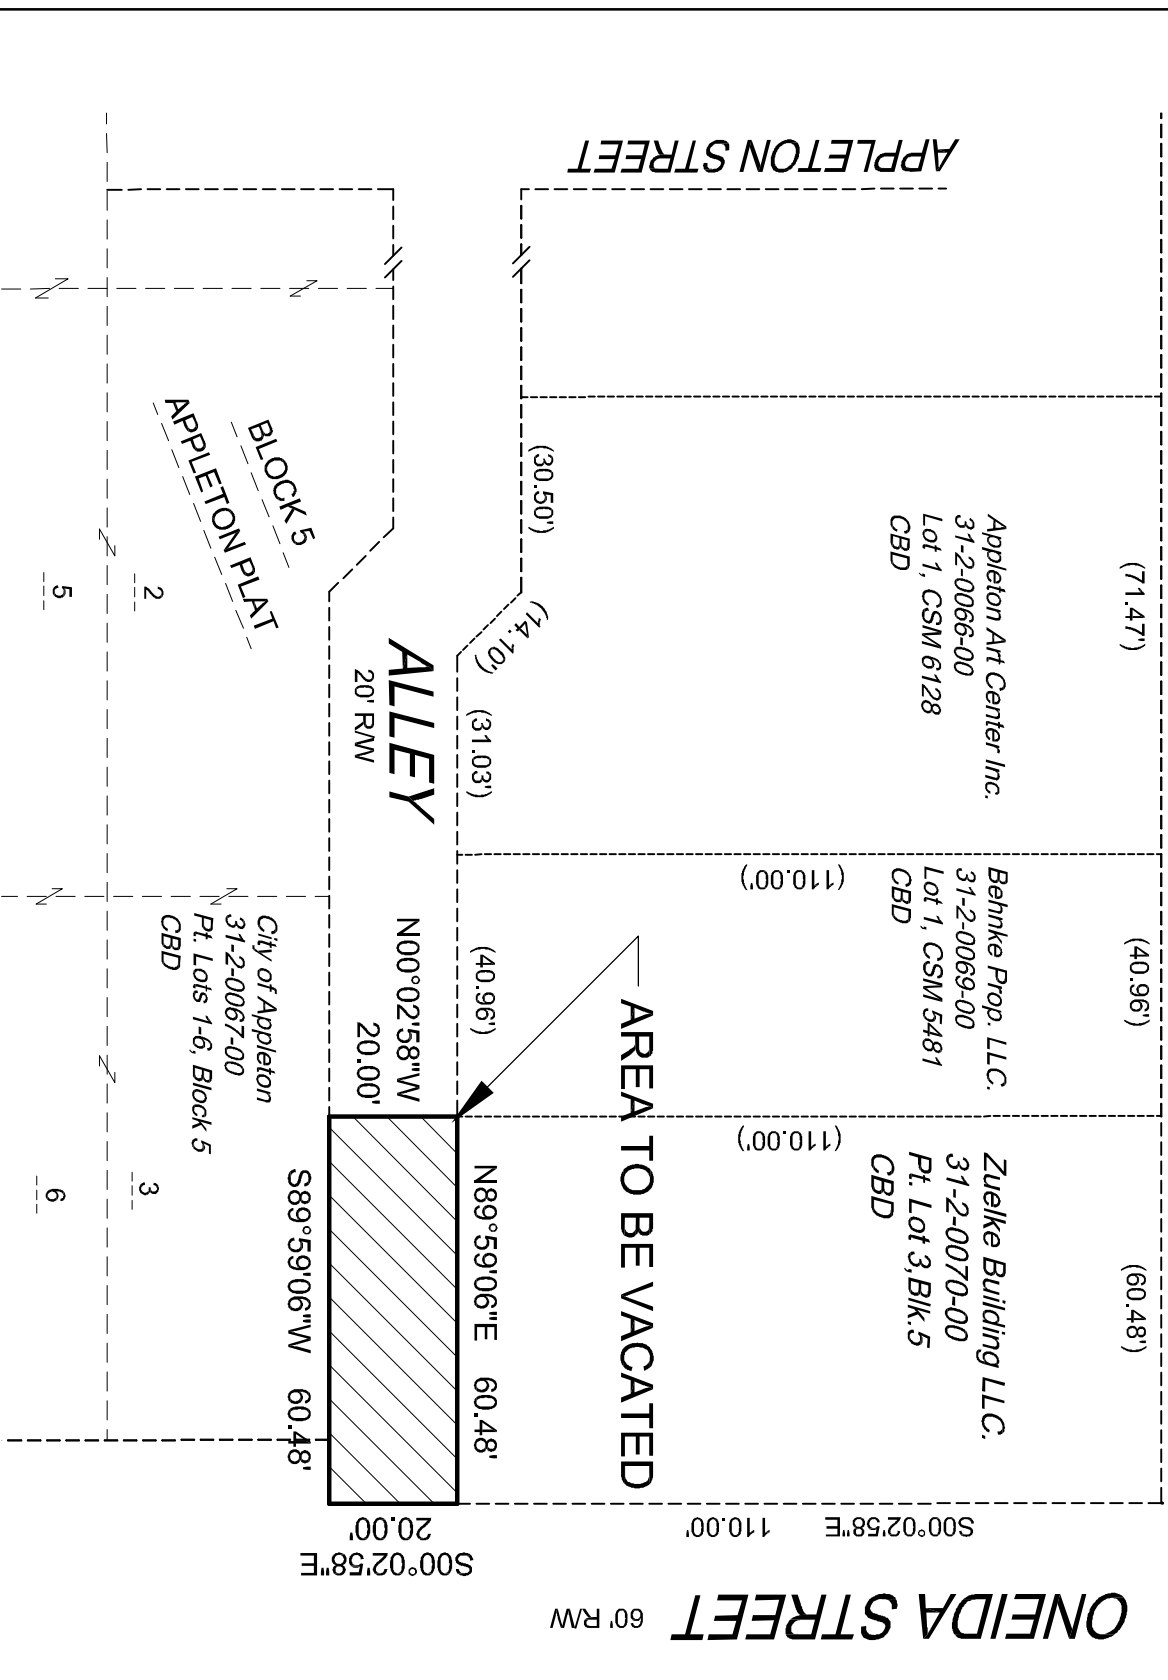 APPLETON STREET
(71.47')
(40.96')
(60.48')
Appleton Art Center Inc.
31-2-0066-00
Lot 1, CSM 6128
CBD
Behnke Prop. LLC.
31-2-0069-00
Lot 1, CSM 5481
CBD
Zuelke Building LLC.
31-2-0070-00
Pt. Lot 3,Blk.5
CBD
(110.00')
(110.00')
S00°02'58"E 110.00'
ONEIDA STREET 60' R/W
AREA TO BE VACATED
(30.50')
(14.10')
(31.03')
(40.96')
N89°59'06"E 60.48'
ALLEY
20' R/W
N00°02'58"W
20.00'
S00°02'58"E
20.00'
S89°59'06"W 60.48'
BLOCK 5
APPLETON PLAT
City of Appleton
31-2-0067-00
Pt. Lots 1-6, Block 5
CBD
2
3
5
6